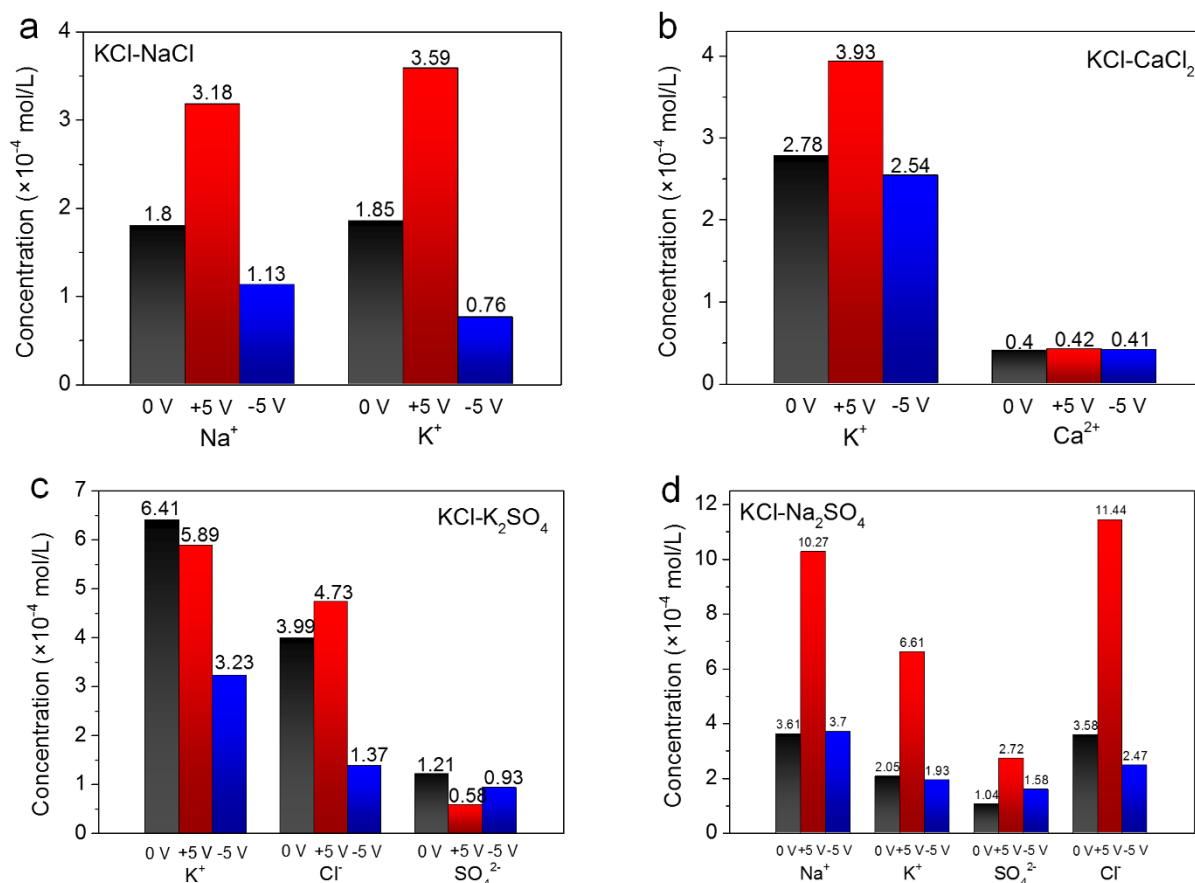 a
KCl-NaCl
Concentration (×10⁻⁴ mol/L)
4
3
2
1
0
1.8
3.18
1.13
1.85
3.59
0.76
0 V +5 V -5 V 0 V +5 V -5 V
Na⁺ K⁺
b
KCl-CaCl₂
Concentration (×10⁻⁴ mol/L)
4
3
2
1
0
2.78
3.93
2.54
0.4
0.42
0.41
0 V +5 V -5 V 0 V +5 V -5 V
K⁺ Ca²⁺
c
KCl-K₂SO₄
Concentration (×10⁻⁴ mol/L)
7
6
5
4
3
2
1
0
6.41
5.89
3.23
3.99
4.73
1.37
1.21
0.58
0.93
0 V +5 V -5 V 0 V +5 V -5 V 0 V +5 V -5 V
K⁺ Cl⁻ SO₄²⁻
d
KCl-Na₂SO₄
Concentration (×10⁻⁴ mol/L)
12
10
8
6
4
2
0
3.61
10.27
3.7
2.05
6.61
1.93
1.04
2.72
1.58
3.58
11.44
2.47
0 V +5 V -5 V 0 V +5 V -5 V 0 V +5 V -5 V 0 V +5 V -5 V
Na⁺ K⁺ SO₄²⁻ Cl⁻